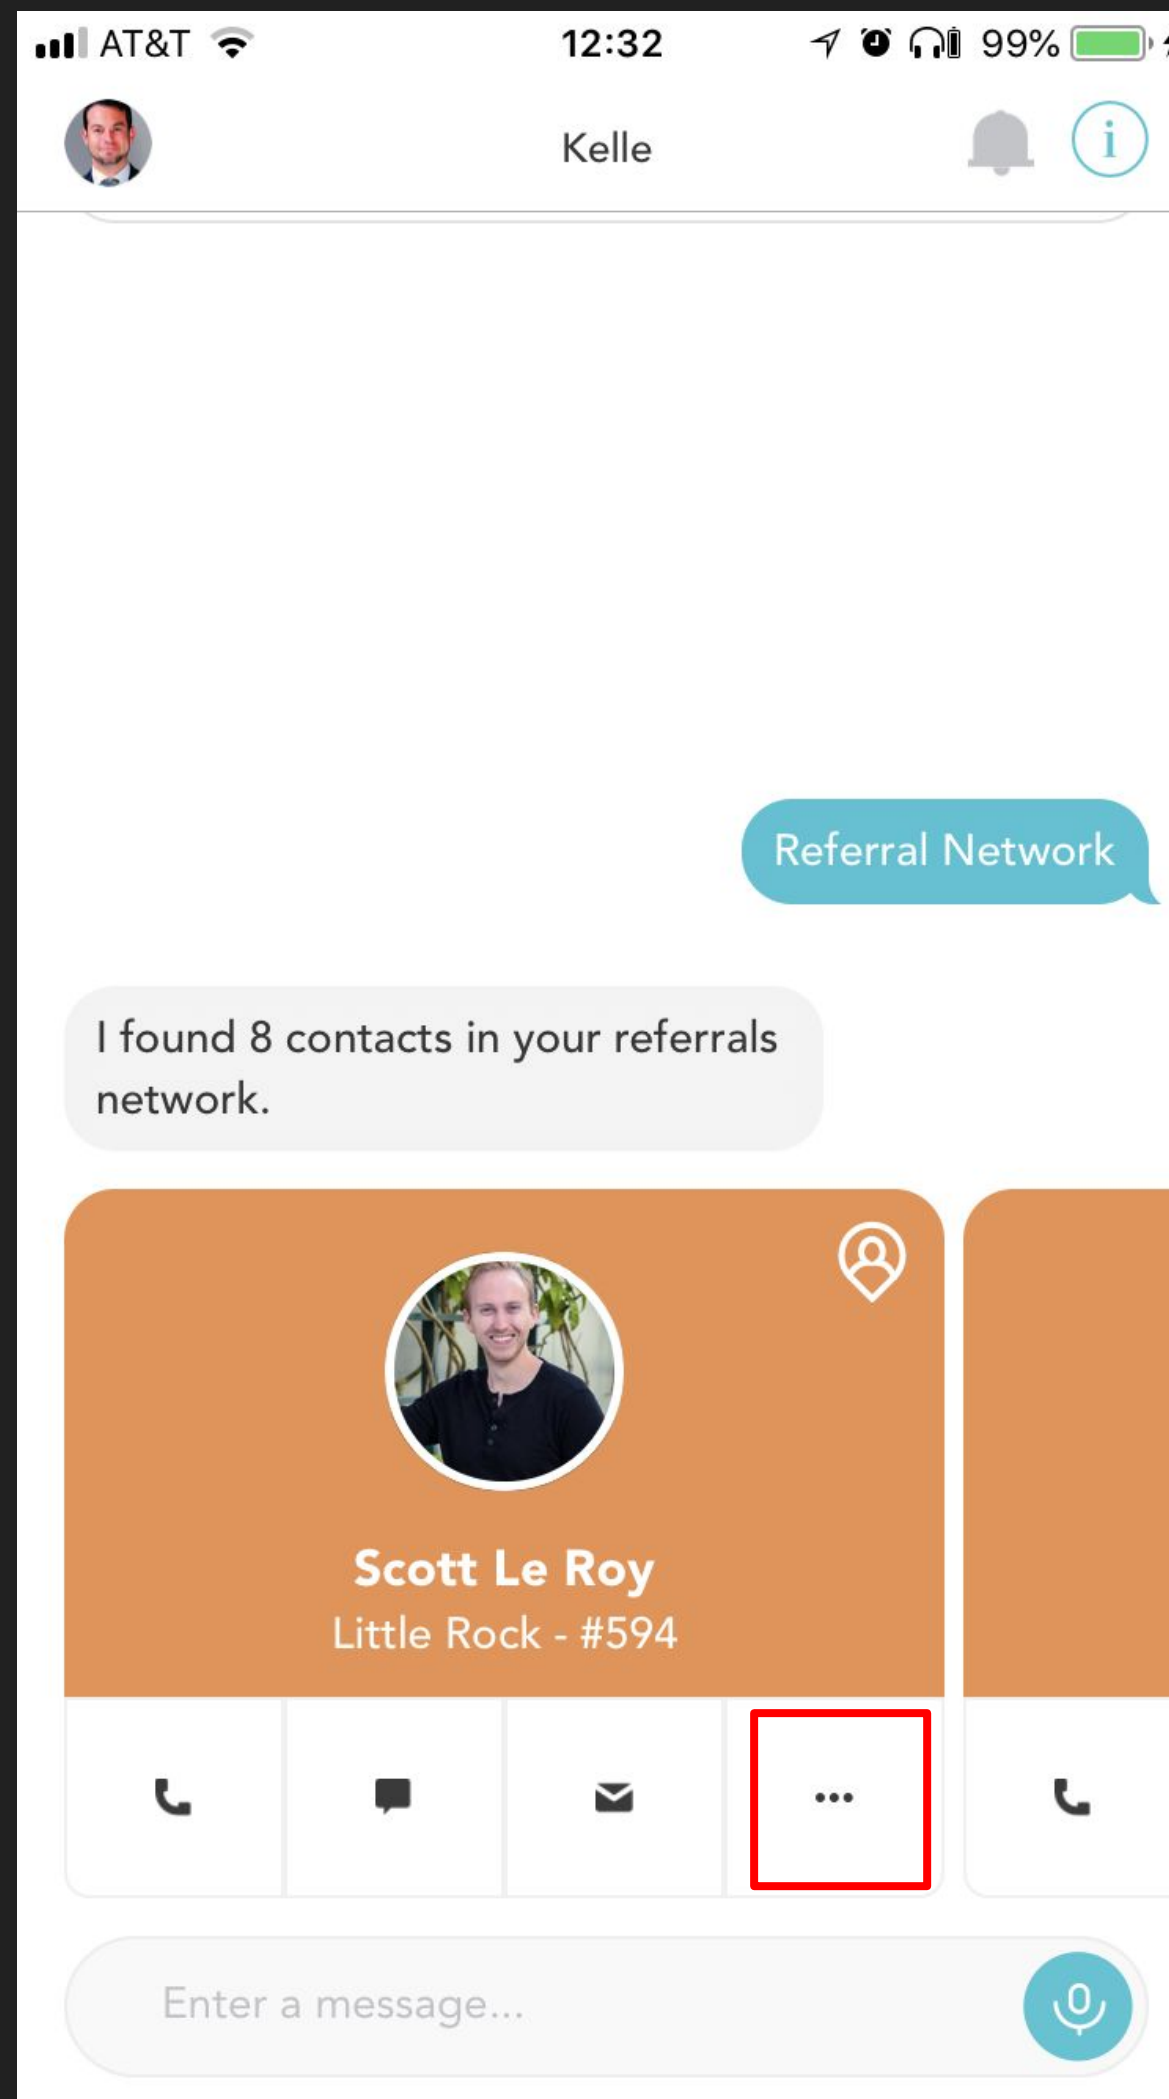 AT&T
12:32
99%
Kelle
i
Referral Network
I found 8 contacts in your referrals
network.
Scott Le Roy
Little Rock - #594
Enter a message...